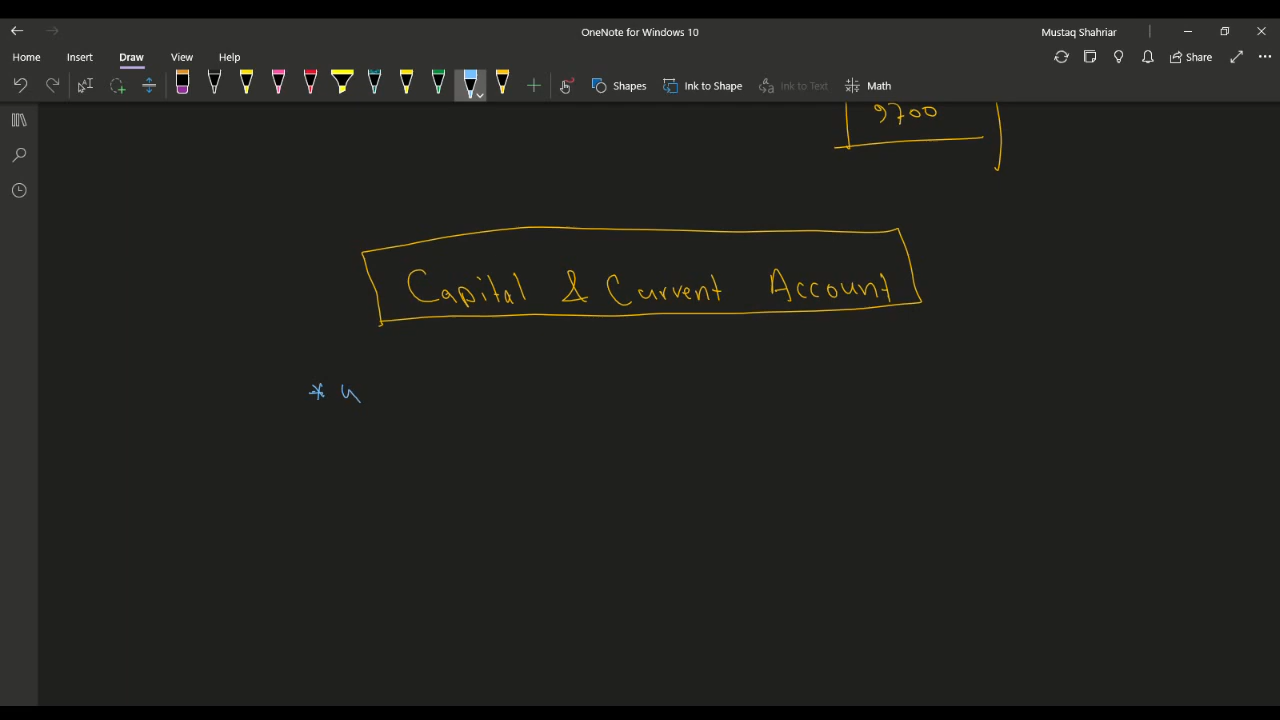 OneNote for Windows 10
Mustaq Shahriar
Home Insert Draw View Help
Share
Shapes Ink to Shape Ink to Text Math
9700
Capital & Current Account
*